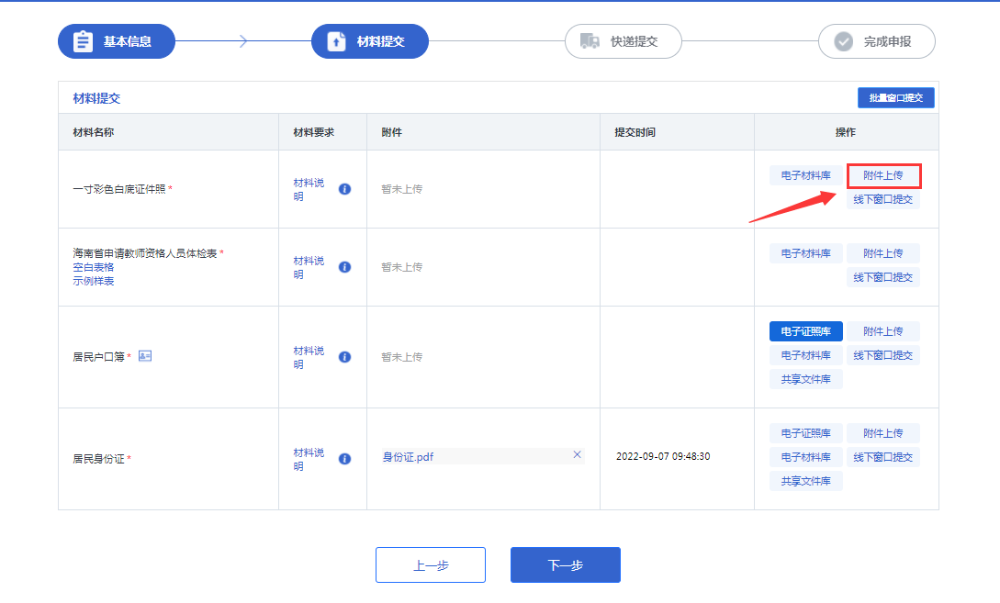 基本信息
材料提交
快递提交
完成申报
材料提交
批量窗口提交
材料名称
材料要求
附件
提交时间
操作
一寸彩色白底证件照 *
材料说
明
暂未上传
电子材料库
附件上传
线下窗口提交
海南省申请教师资格人员体检表 *
空白表格
示例样表
材料说
明
暂未上传
电子材料库
附件上传
线下窗口提交
居民户口簿 *
材料说
明
暂未上传
电子证照库
附件上传
电子材料库
线下窗口提交
共享文件库
居民身份证 *
材料说
明
身份证.pdf
2022-09-07 09:48:30
电子证照库
附件上传
电子材料库
线下窗口提交
共享文件库
上一步
下一步